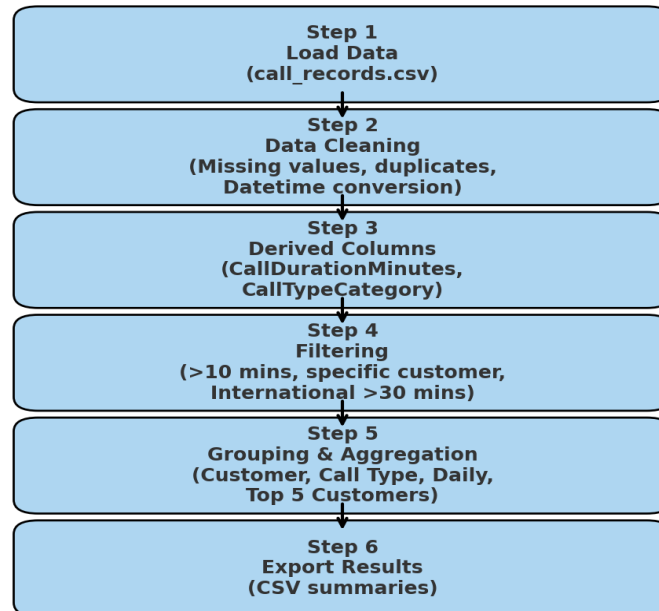 Step 1
Load Data
(call_records.csv)
Step 2
Data Cleaning
(Missing values, duplicates,
Datetime conversion)
Step 3
Derived Columns
(CallDurationMinutes,
CallTypeCategory)
Step 4
Filtering
(>10 mins, specific customer,
International >30 mins)
Step 5
Grouping & Aggregation
(Customer, Call Type, Daily,
Top 5 Customers)
Step 6
Export Results
(CSV summaries)